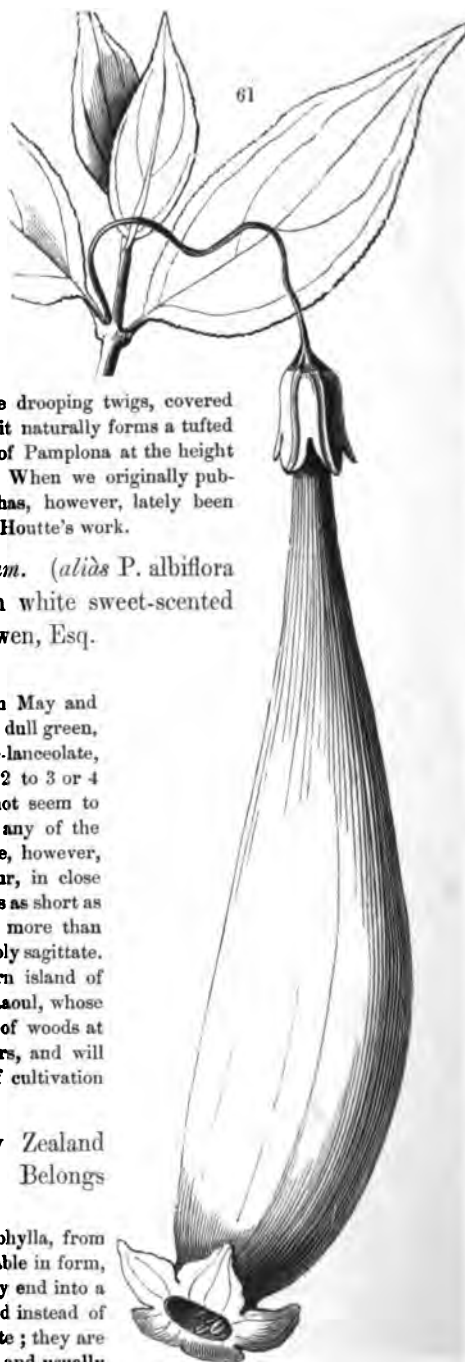 61
drooping twigs, covered
it naturally forms a tufted
of Pamplona at the height
When we originally pub-
has, however, lately been
Houtte's work.
(aliàs P. albiflora
white sweet-scented
wen, Esq.
May and
dull green,
-lanceolate,
2 to 3 or 4
not seem to
any of the
however,
ur, in close
as short as
more than
sagittate.
island of
aoul, whose
of woods at
rs, and will
cultivation
Zealand
Belongs
phylla, from
able in form,
y end into a
d instead of
te ; they are
and usually